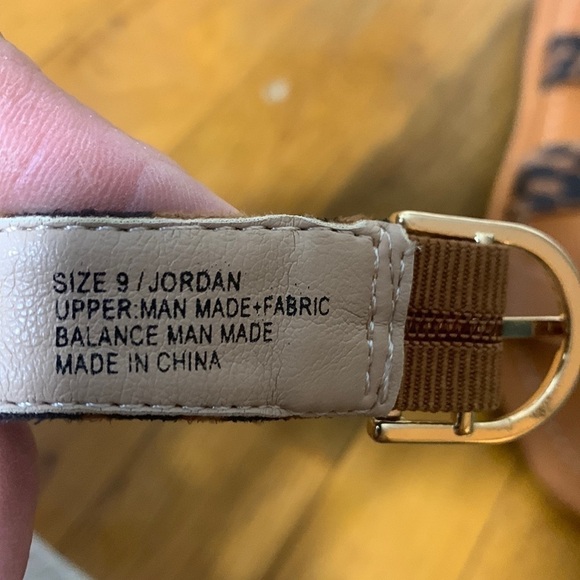 SIZE 9 / JORDAN
UPPER:MAN MADE+FABRIC
BALANCE MAN MADE
MADE IN CHINA